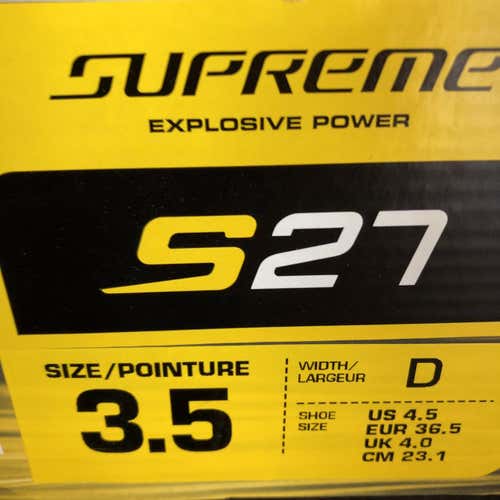 SUPREME
EXPLOSIVE POWER
S27
SIZE/POINTURE
3.5
WIDTH/
LARGEUR
D
SHOE
SIZE
US 4.5
EUR 36.5
UK 4.0
CM 23.1